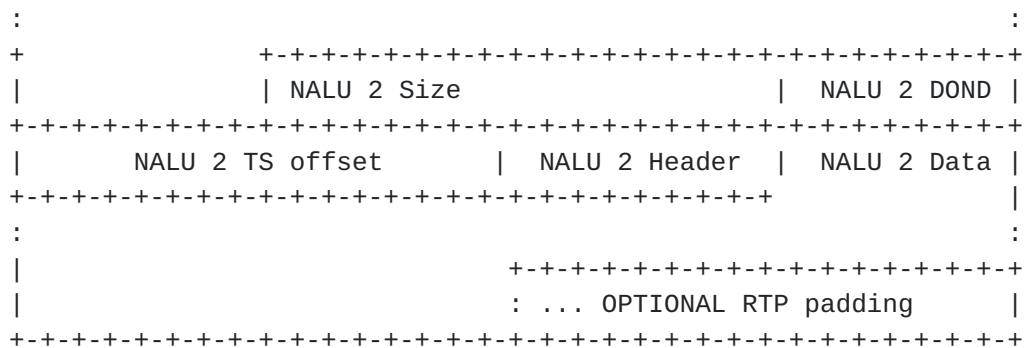 :                                                               :
+               +-+-+-+-+-+-+-+-+-+-+-+-+-+-+-+-+-+-+-+-+-+-+-+-+
|               | NALU 2 Size                   |  NALU 2 DOND |
+-+-+-+-+-+-+-+-+-+-+-+-+-+-+-+-+-+-+-+-+-+-+-+-+-+-+-+-+-+-+-+-+
|       NALU 2 TS offset       |  NALU 2 Header  |  NALU 2 Data |
+-+-+-+-+-+-+-+-+-+-+-+-+-+-+-+-+-+-+-+-+-+-+-+-+               |
:                                                               :
|                               +-+-+-+-+-+-+-+-+-+-+-+-+-+-+-+-+
|                               : ... OPTIONAL RTP padding      |
+-+-+-+-+-+-+-+-+-+-+-+-+-+-+-+-+-+-+-+-+-+-+-+-+-+-+-+-+-+-+-+-+